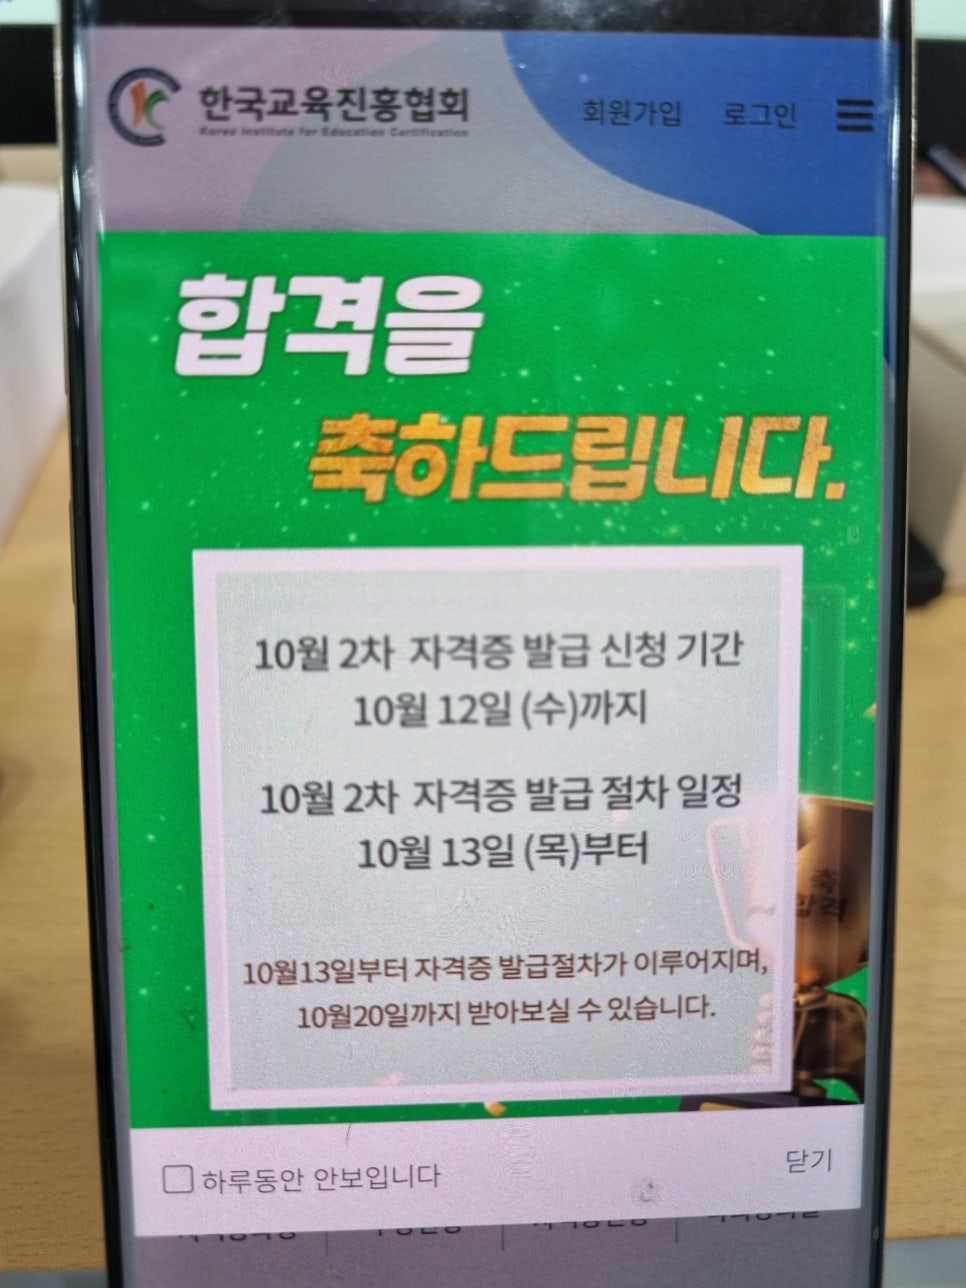 한국교육진흥협회
Korea Institute for Education Certification
회원가입 로그인
합격을
축하드립니다.
10월 2차 자격증 발급 신청 기간
10월 12일 (수)까지
10월 2차 자격증 발급 절차 일정
10월 13일 (목)부터
축
합격
10월13일부터 자격증 발급절차가 이루어지며,
10월20일까지 받아보실 수 있습니다.
하루동안 안보입니다
닫기